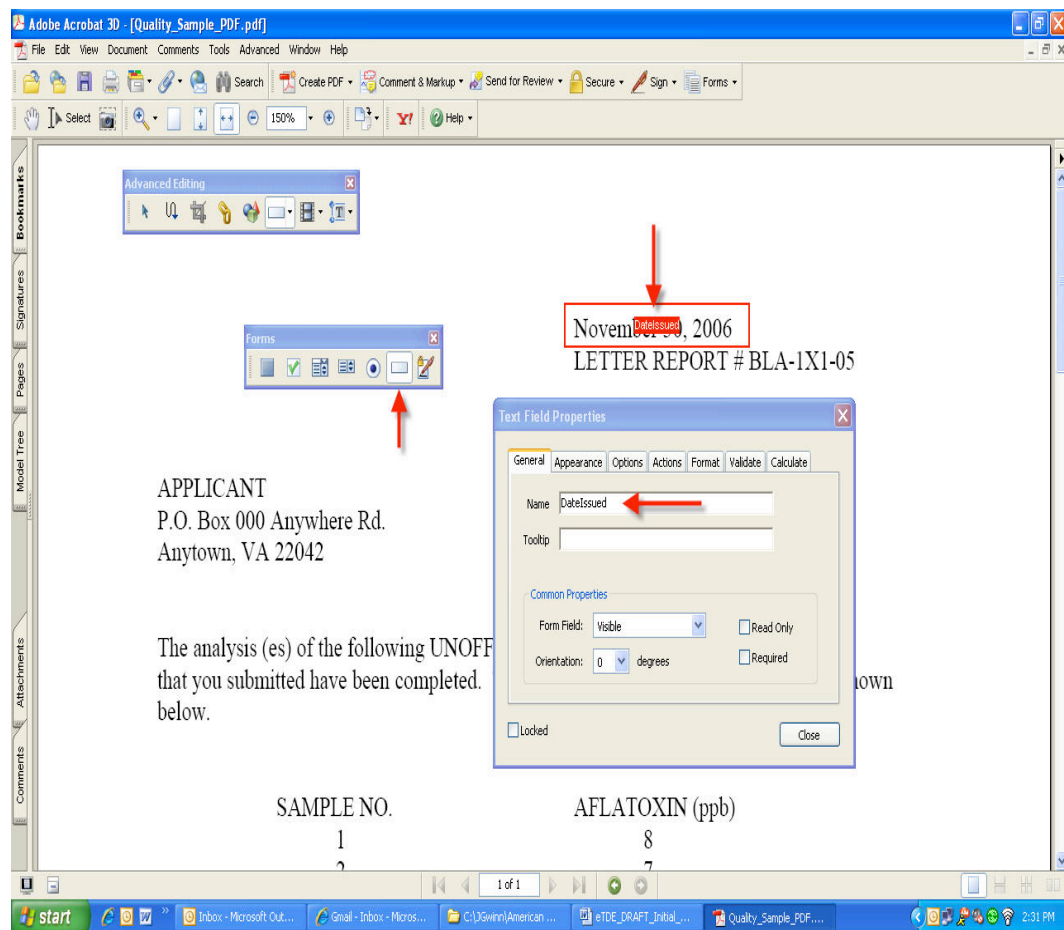 Adobe Acrobat 3D - [Quality_Sample_PDF.pdf]
File Edit View Document Comments Tools Advanced Window Help
Search Create PDF Comment & Markup Send for Review Secure Sign Forms
Select 150% Y! Help
Bookmarks
Signatures
Pages
Model Tree
Attachments
Comments
Advanced Editing
DateIssued
November 30, 2006
LETTER REPORT # BLA-1X1-05
Forms
Text Field Properties
General Appearance Options Actions Format Validate Calculate
Name DateIssued
Tooltip
Common Properties
Form Field: Visible Read Only
Orientation: 0 degrees Required
Locked Close
APPLICANT
P.O. Box 000 Anywhere Rd.
Anytown, VA 22042
The analysis (es) of the following UNOFF
that you submitted have been completed. own
below.
SAMPLE NO. AFLATOXIN (ppb)
1 8
2 7
1 of 1
start Inbox - Microsoft Out... Gmail - Inbox - Micros... C:\JGwinn\American ... eTDE_DRAFT_Initial_... Quality_Sample_PDF.... 2:31 PM